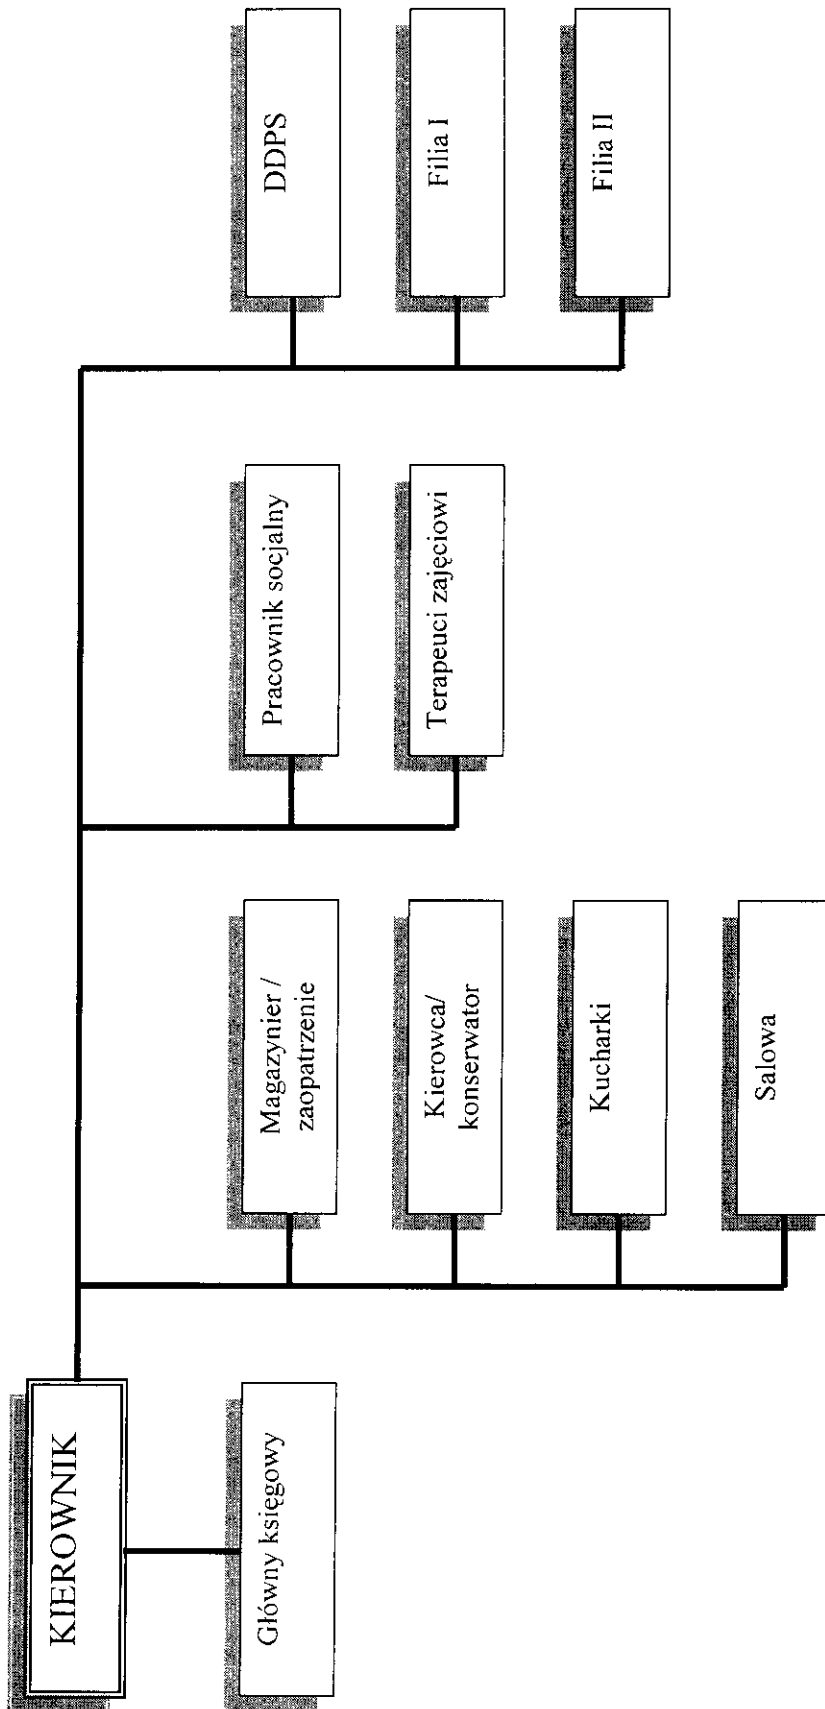 KIEROWNIK
Główny księgowy
Magazynier /
zaopatrzenie
Kierowca/
konserwator
Kucharki
Salowa
Pracownik socjalny
Terapeuci zajęciowi
DDPS
Filia I
Filia II